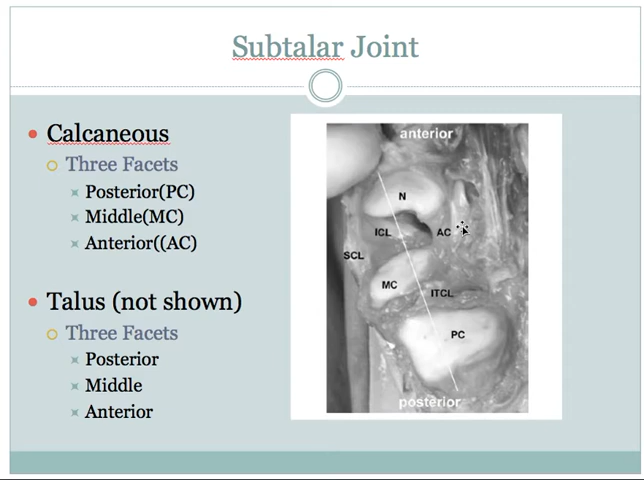 Subtalar Joint
Calcaneous
Three Facets
Posterior(PC)
Middle(MC)
Anterior((AC)
Talus (not shown)
Three Facets
Posterior
Middle
Anterior
anterior
N
ICL
AC
SCL
MC
ITCL
PC
posterior